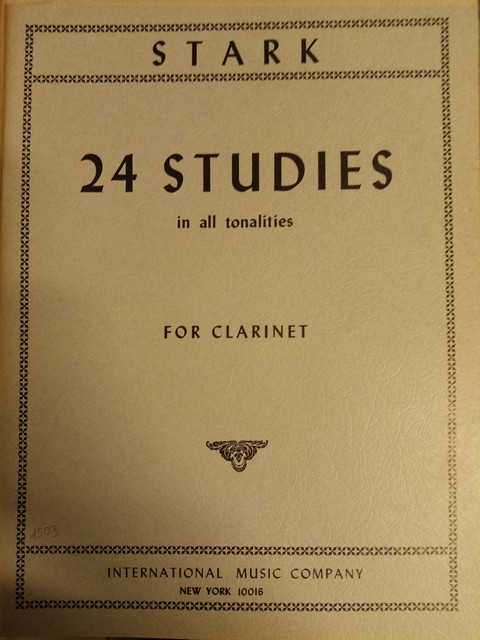 STARK
24 STUDIES
in all tonalities
FOR CLARINET
1503
INTERNATIONAL MUSIC COMPANY
NEW YORK 10016